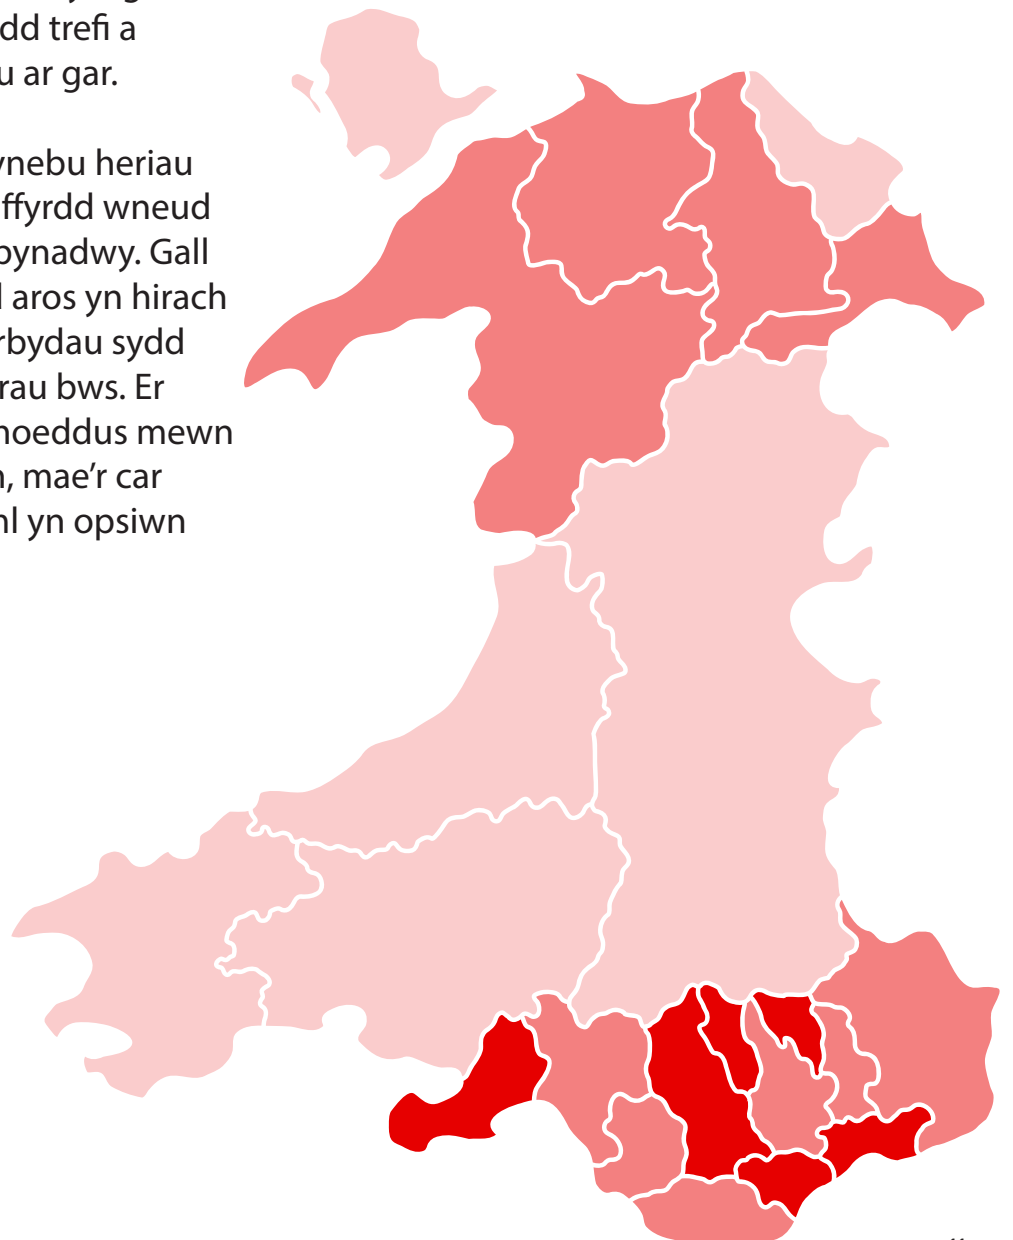 dd trefi a
u ar gar.
ynebu heriau
ffyrdd wneud
bynadwy. Gall
aros yn hirach
rbydau sydd
rau bws. Er
hoeddus mewn
, mae'r car
yn opsiwn